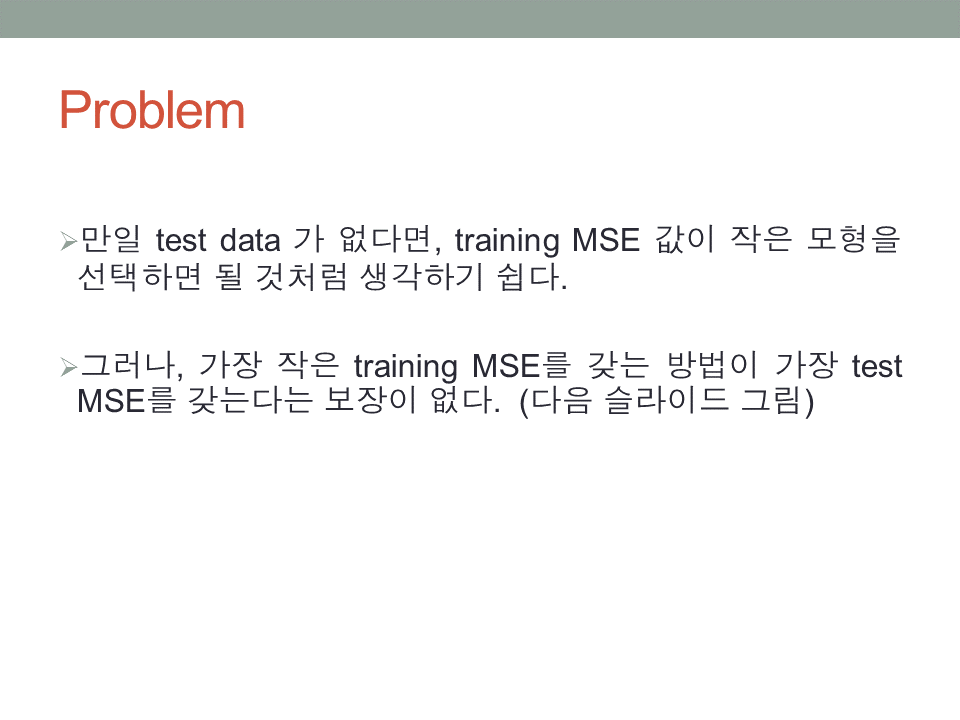 Problem
만일 test data 가 없다면, training MSE 값이 작은 모형을
선택하면 될 것처럼 생각하기 쉽다.
그러나, 가장 작은 training MSE를 갖는 방법이 가장 test
MSE를 갖는다는 보장이 없다. (다음 슬라이드 그림)